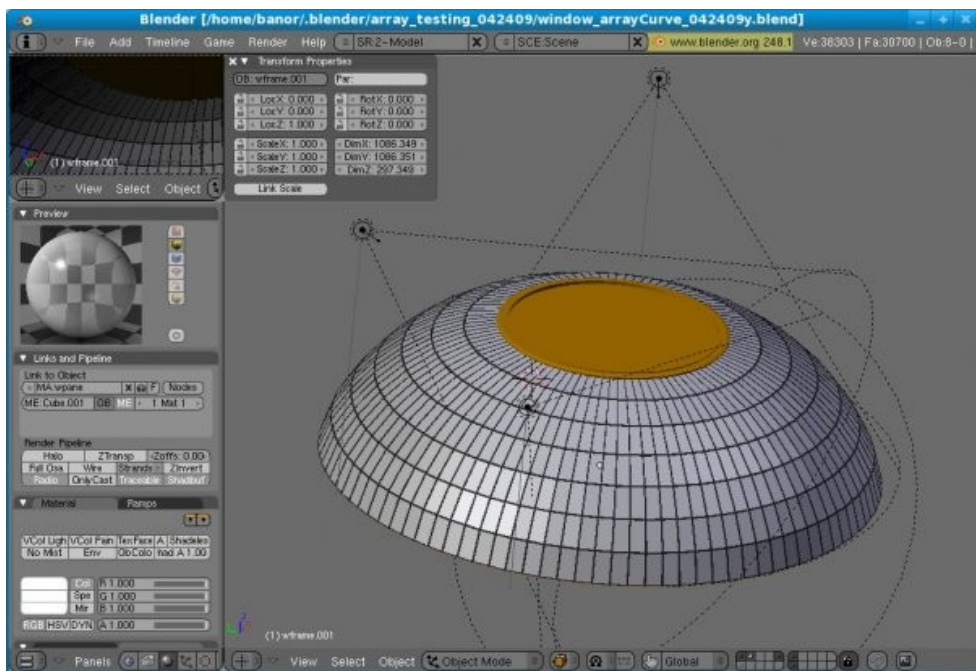 Blender [/home/banor/.blender/array_testing_042409/window_arrayCurve_042409y.blend]
File Add Timeline Game Render Help SR:2-Model X SCE:Scene X www.blender.org 248.1 Ve:38303 | Fa:30700 | Ob:8-0 |
Transform Properties
OB: wframe.001 Par:
LocX: 0.000 RotX: 0.000
LocY: 0.000 RotY: 0.000
LocZ: 1.000 RotZ: 0.000
ScaleX: 1.000 DimX: 1086.349
ScaleY: 1.000 DimY: 1086.351
ScaleZ: 1.000 DimZ: 297.349
Link Scale
(1) wframe.001
View Select Object
Preview
Links and Pipeline
Link to Object
MA:wpane X F Nodes
ME:Cube.001 OB ME 1 Mat 1
Render Pipeline
Halo ZTransp Zoffs: 0.00
Full Osa Wire Strands ZInvert
Radio OnlyCast Traceable Shadbuf
Material Ramps
VCol Ligh VCol Pain TexFace A Shadeles
No Mist Env ObColo had A 1.00
Col R 1.000
Spe G 1.000
Mir B 1.000
RGB HSV DYN A 1.000
(1) wframe.001
Panels View Select Object Object Mode Global